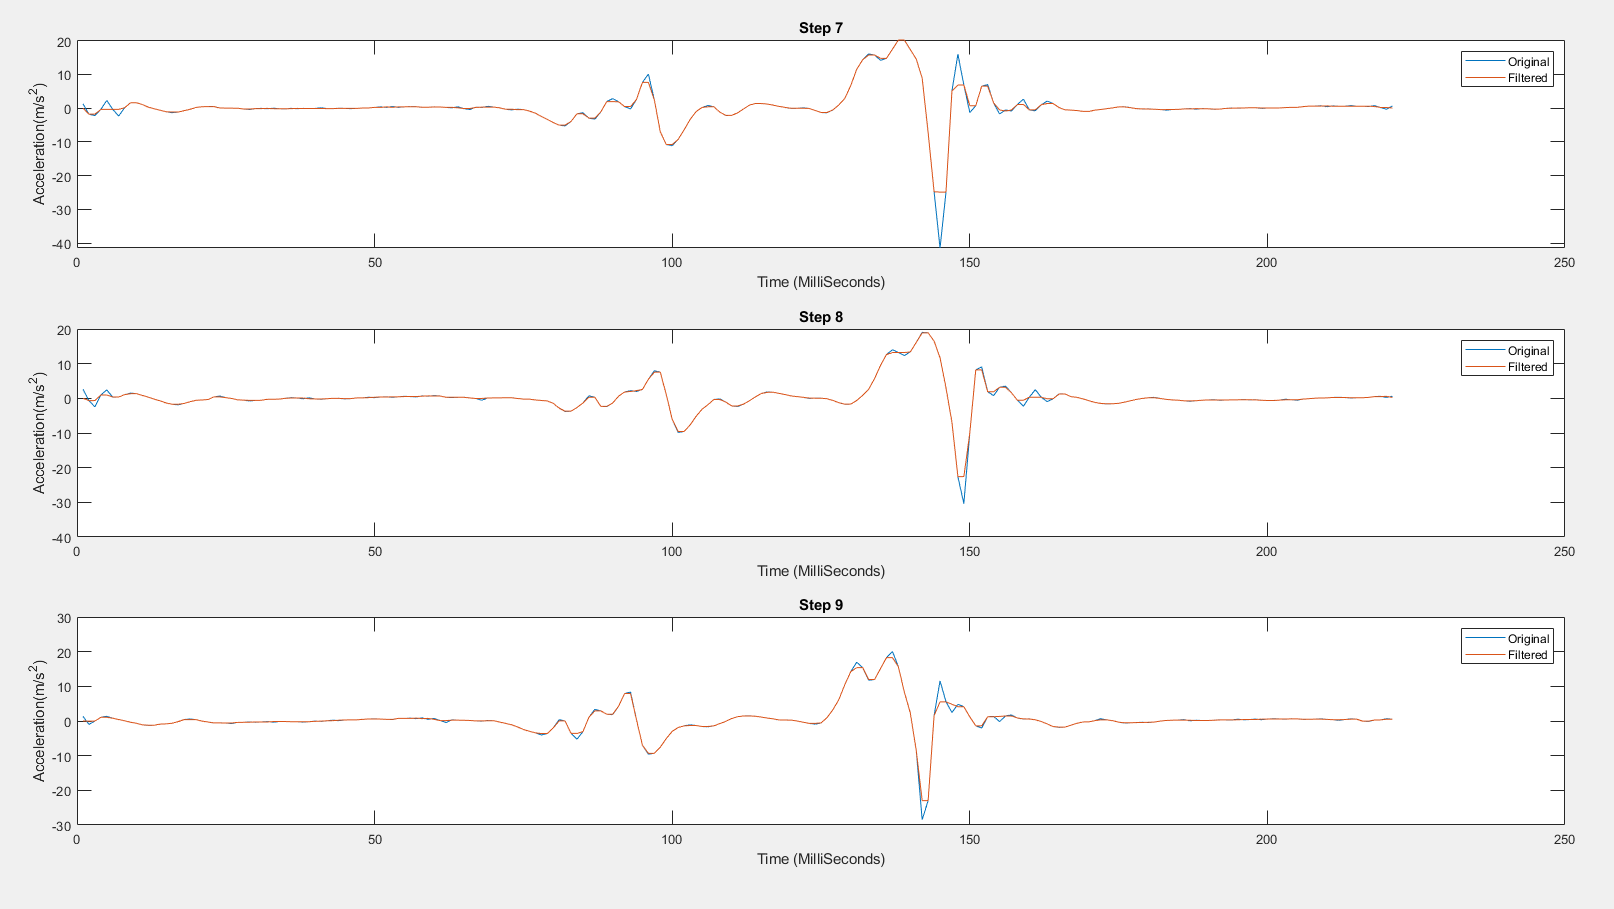 Step 7
20
10
0
-10
-20
-30
-40
Acceleration(m/s²)
Original
Filtered
0 50 100 150 200 250
Time (MilliSeconds)
Step 8
20
10
0
-10
-20
-30
-40
Acceleration(m/s²)
Original
Filtered
0 50 100 150 200 250
Time (MilliSeconds)
Step 9
30
20
10
0
-10
-20
-30
Acceleration(m/s²)
Original
Filtered
0 50 100 150 200 250
Time (MilliSeconds)